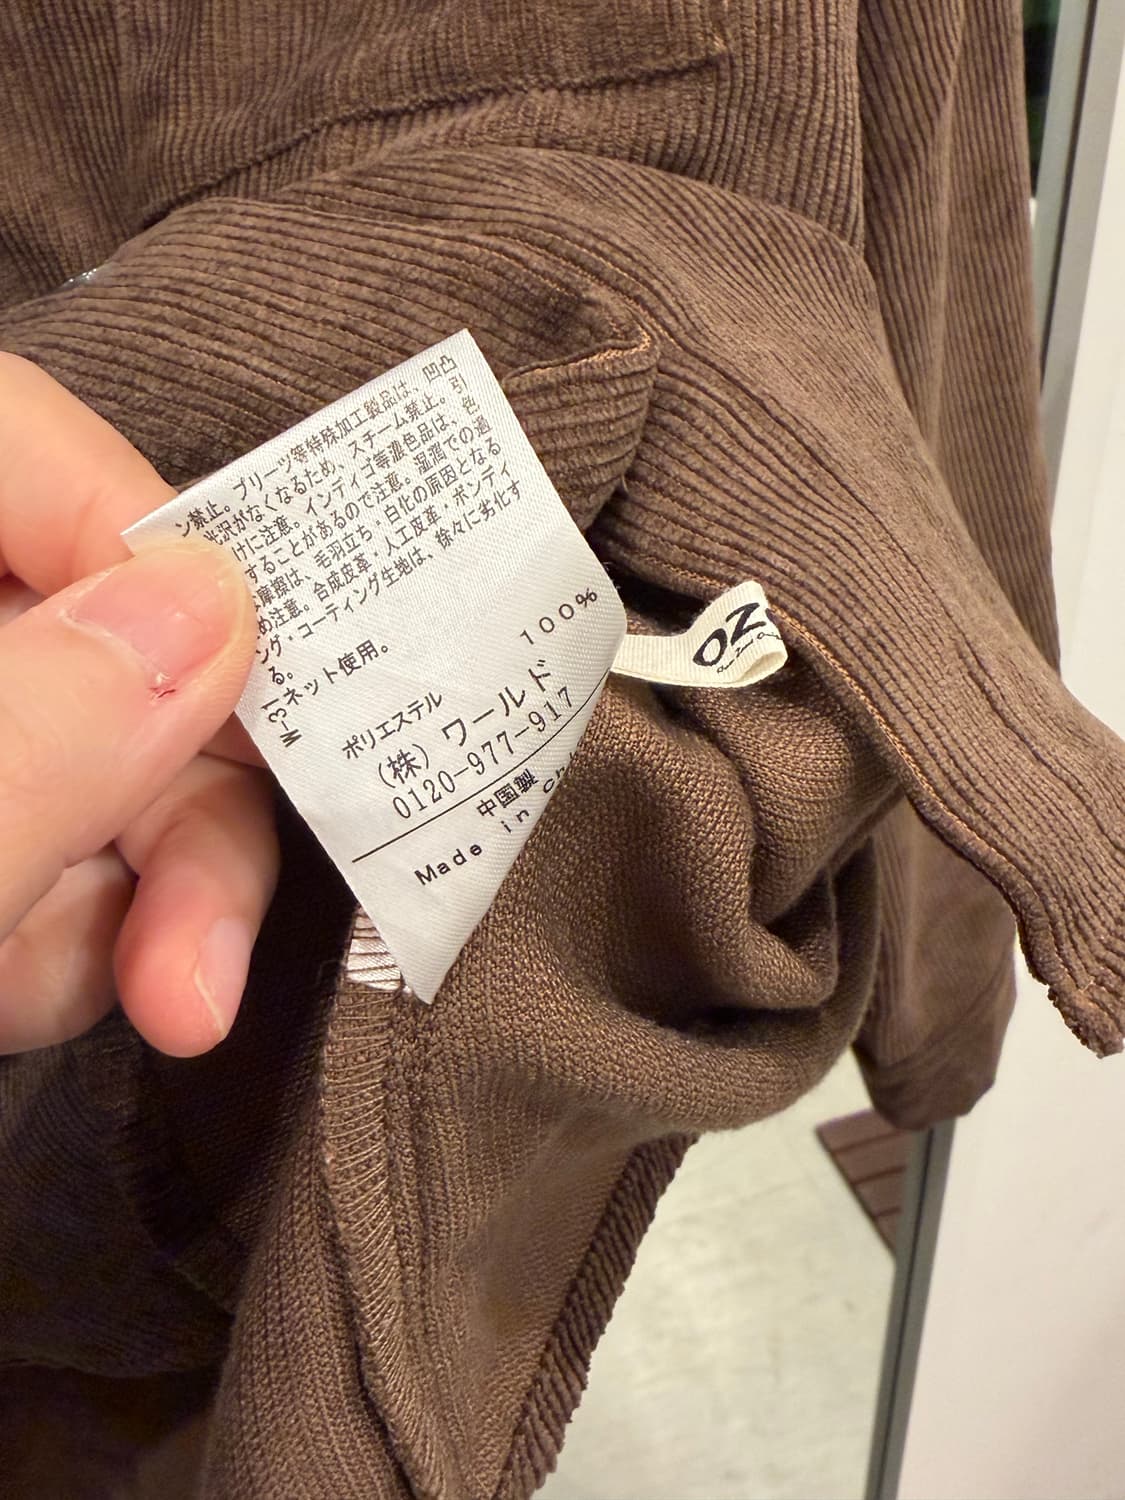 ン禁止。プリーツ等特殊加工製品は、凹凸
光沢がなくなるため、スチーム禁止。引
けに注意。インディゴ等濃色品は、色
することがあるので注意。湿潤での過
摩擦は、毛羽立ち・白化の原因となる
め注意。合成皮革・人工皮革・ボンディ
ング・コーティング生地は、徐々に劣化す
る。
ネット使用。
W131
ポリエステル 100%
(株) ワールド
0120-977-917
中国製
Made in
OZ